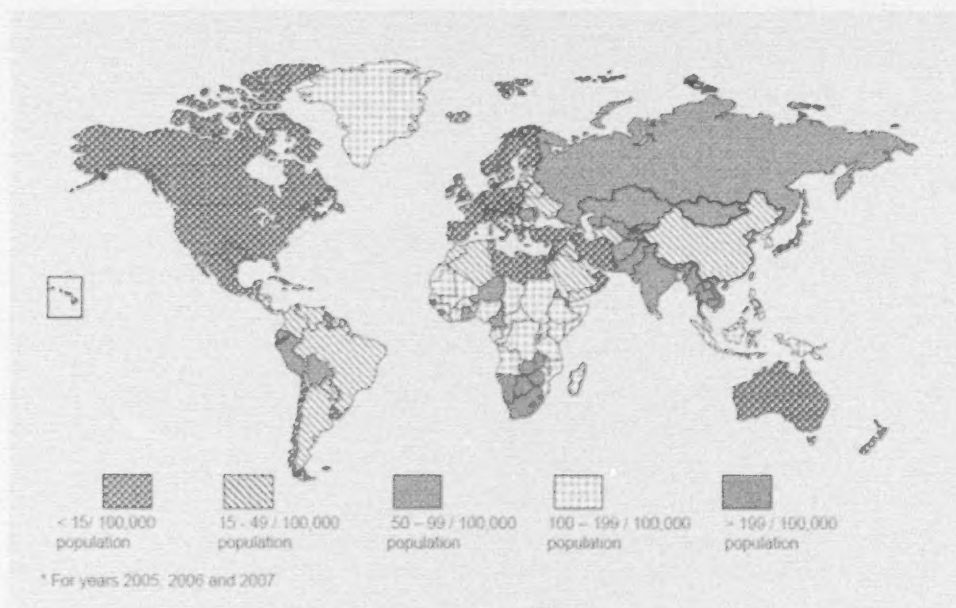 < 15/ 100,000 population
15 - 49 / 100,000 population
50 – 99 / 100,000 population
100 – 199 / 100,000 population
> 199 / 100,000 population
* For years 2005, 2006 and 2007